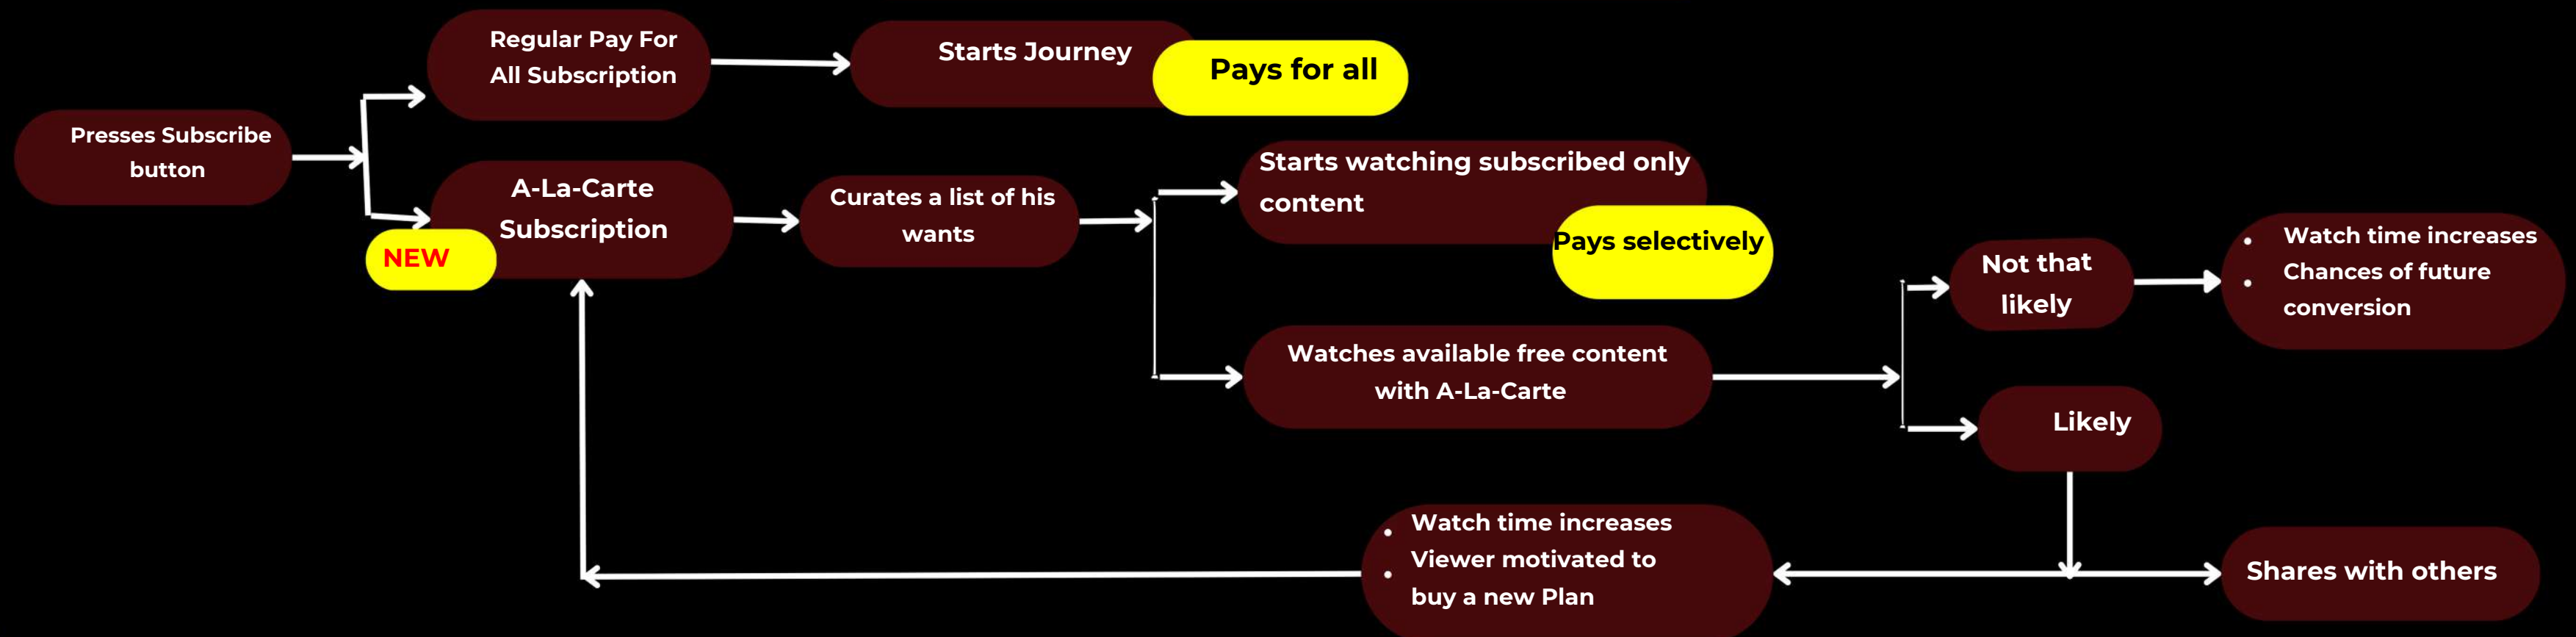 Regular Pay For
All Subscription
Starts Journey
Pays for all
Presses Subscribe
button
A-La-Carte
Subscription
NEW
Curates a list of his
wants
Starts watching subscribed only
content
Pays selectively
Watches available free content
with A-La-Carte
Not that
likely
Watch time increases
Chances of future
conversion
Likely
Watch time increases
Viewer motivated to
buy a new Plan
Shares with others